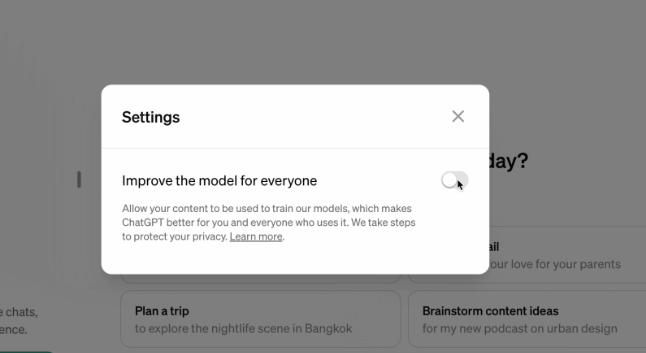 Settings
day?
Improve the model for everyone
Allow your content to be used to train our models, which makes
ChatGPT better for you and everyone who uses it. We take steps
to protect your privacy. Learn more.
ail
our love for your parents
e chats,
ence.
Plan a trip
to explore the nightlife scene in Bangkok
Brainstorm content ideas
for my new podcast on urban design